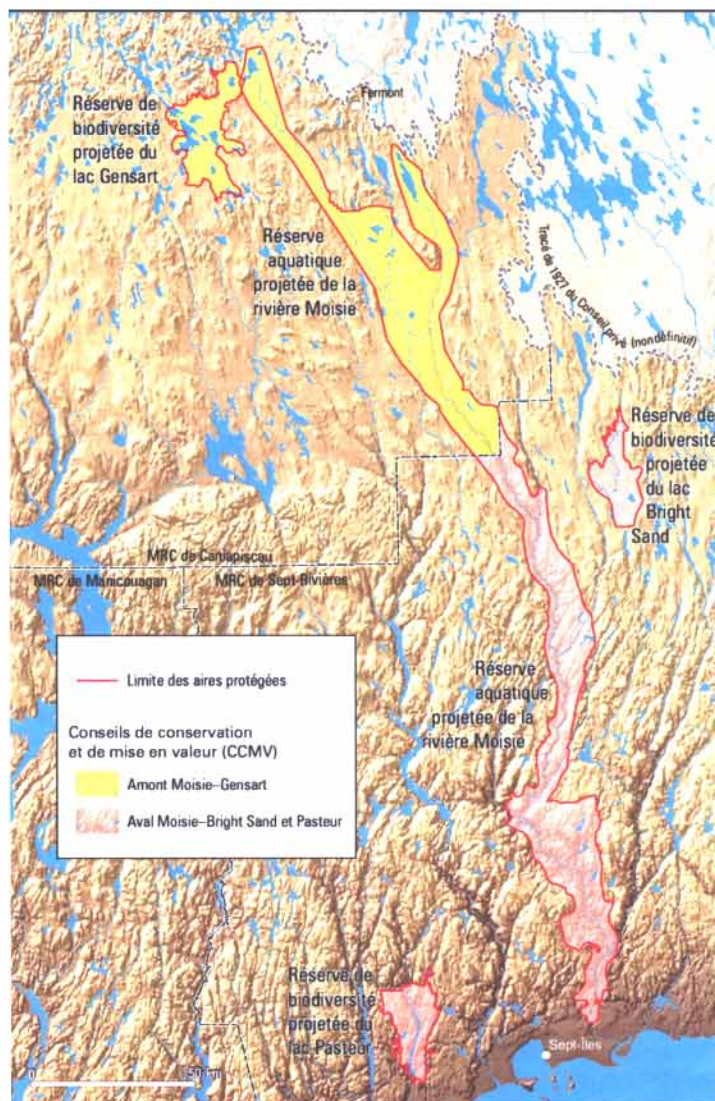 Fermont
Réserve de
biodiversité
projetée du
lac Gensart
Réserve
aquatique
projetée de la
rivière Moisie
Tracé de 1927 du Conseil privé (non définitif)
Réserve de
biodiversité
projetée
du lac
Bright
Sand
MRC de Caniapiscau
MRC de Manicouagan
MRC de Sept-Rivières
Limite des aires protégées
Conseils de conservation
et de mise en valeur (CCMV)
Amont Moisie–Gensart
Aval Moisie–Bright Sand et Pasteur
Réserve
aquatique
projetée de la
rivière Moisie
Réserve de
biodiversité
projetée du
lac Pasteur
Sept-Îles
0 50 km